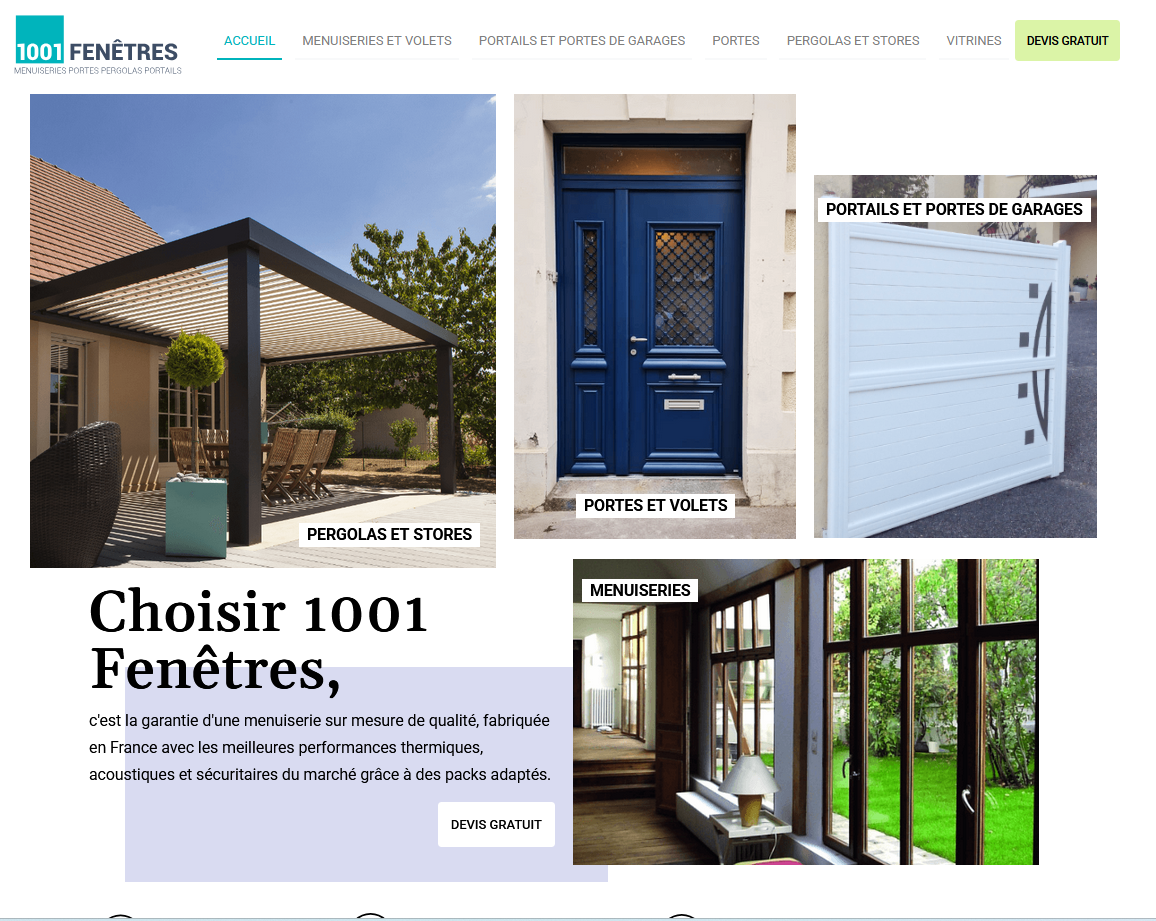 1001 FENÊTRES
MENUISERIES PORTES PERGOLAS PORTAILS
ACCUEIL
MENUISERIES ET VOLETS
PORTAILS ET PORTES DE GARAGES
PORTES
PERGOLAS ET STORES
VITRINES
DEVIS GRATUIT
PORTAILS ET PORTES DE GARAGES
PORTES ET VOLETS
PERGOLAS ET STORES
MENUISERIES
Choisir 1001
Fenêtres,
c'est la garantie d'une menuiserie sur mesure de qualité, fabriquée
en France avec les meilleures performances thermiques,
acoustiques et sécuritaires du marché grâce à des packs adaptés.
DEVIS GRATUIT